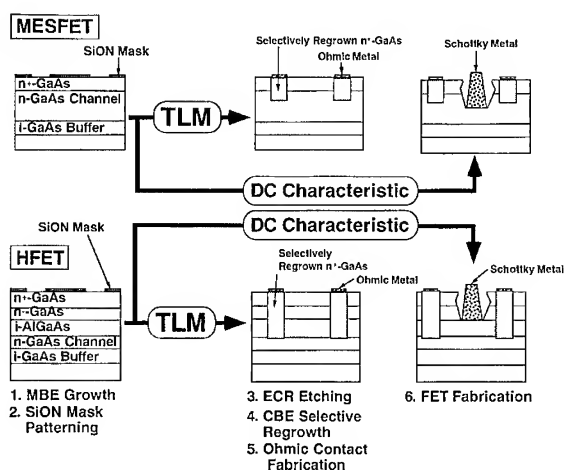 MESFET
SiON Mask
n+-GaAs
n-GaAs Channel
i-GaAs Buffer
TLM
Selectively Regrown n+-GaAs
Ohmic Metal
Schottky Metal
DC Characteristic
DC Characteristic
HFET
SiON Mask
n+-GaAs
n-GaAs
i-AlGaAs
n-GaAs Channel
i-GaAs Buffer
TLM
Selectively
Regrown n+-GaAs
Ohmic Metal
Schottky Metal
1. MBE Growth
2. SiON Mask
Patterning
3. ECR Etching
4. CBE Selective
Regrowth
5. Ohmic Contact
Fabrication
6. FET Fabrication